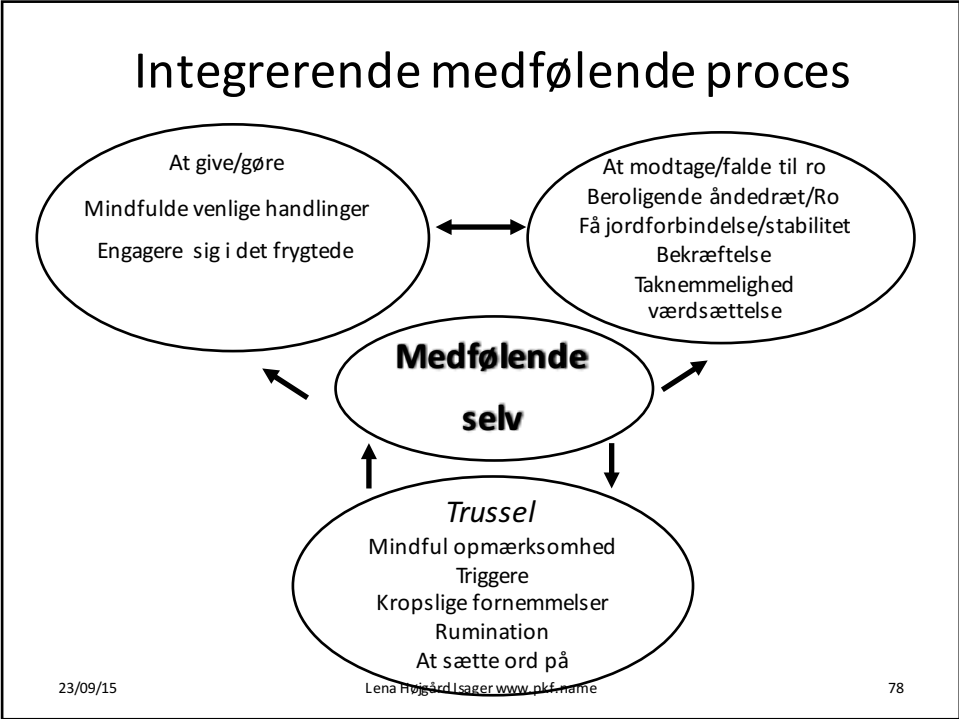 Integrerende medfølende proces
At give/gøre
Mindfulde venlige handlinger
Engagere sig i det frygtede
At modtage/falde til ro
Beroligende åndedræt/Ro
Få jordforbindelse/stabilitet
Bekræftelse
Taknemmelighed
værdsættelse
Medfølende
selv
Trussel
Mindful opmærksomhed
Triggere
Kropslige fornemmelser
Rumination
At sætte ord på
23/09/15
Lena Højgård Isager www.pkf.name
78